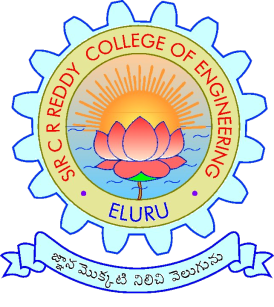 SIR C R REDDY COLLEGE OF ENGINEERING
ELURU
జ్ఞాన మొక్కటి నిలిచి వెలుగును